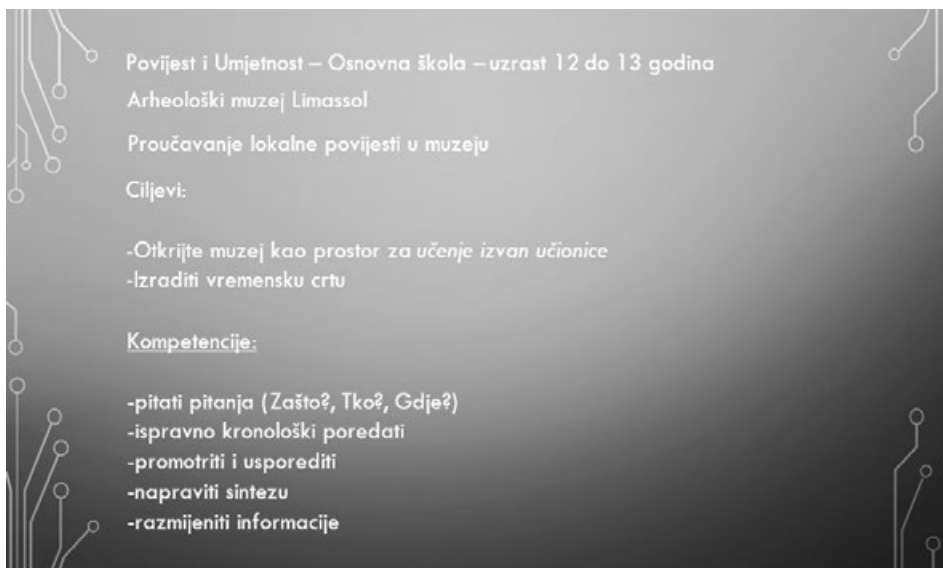 Povijest i Umjetnost – Osnovna škola – uzrast 12 do 13 godina
Arheološki muzej Limassol
Proučavanje lokalne povijesti u muzeju
Ciljevi:
-Otkrijte muzej kao prostor za učenje izvan učionice
-Izraditi vremensku crtu
Kompetencije:
-pitati pitanja (Zašto?, Tko?, Gdje?)
-ispravno kronološki poredati
-promotriti i usporediti
-napraviti sintezu
-razmijeniti informacije